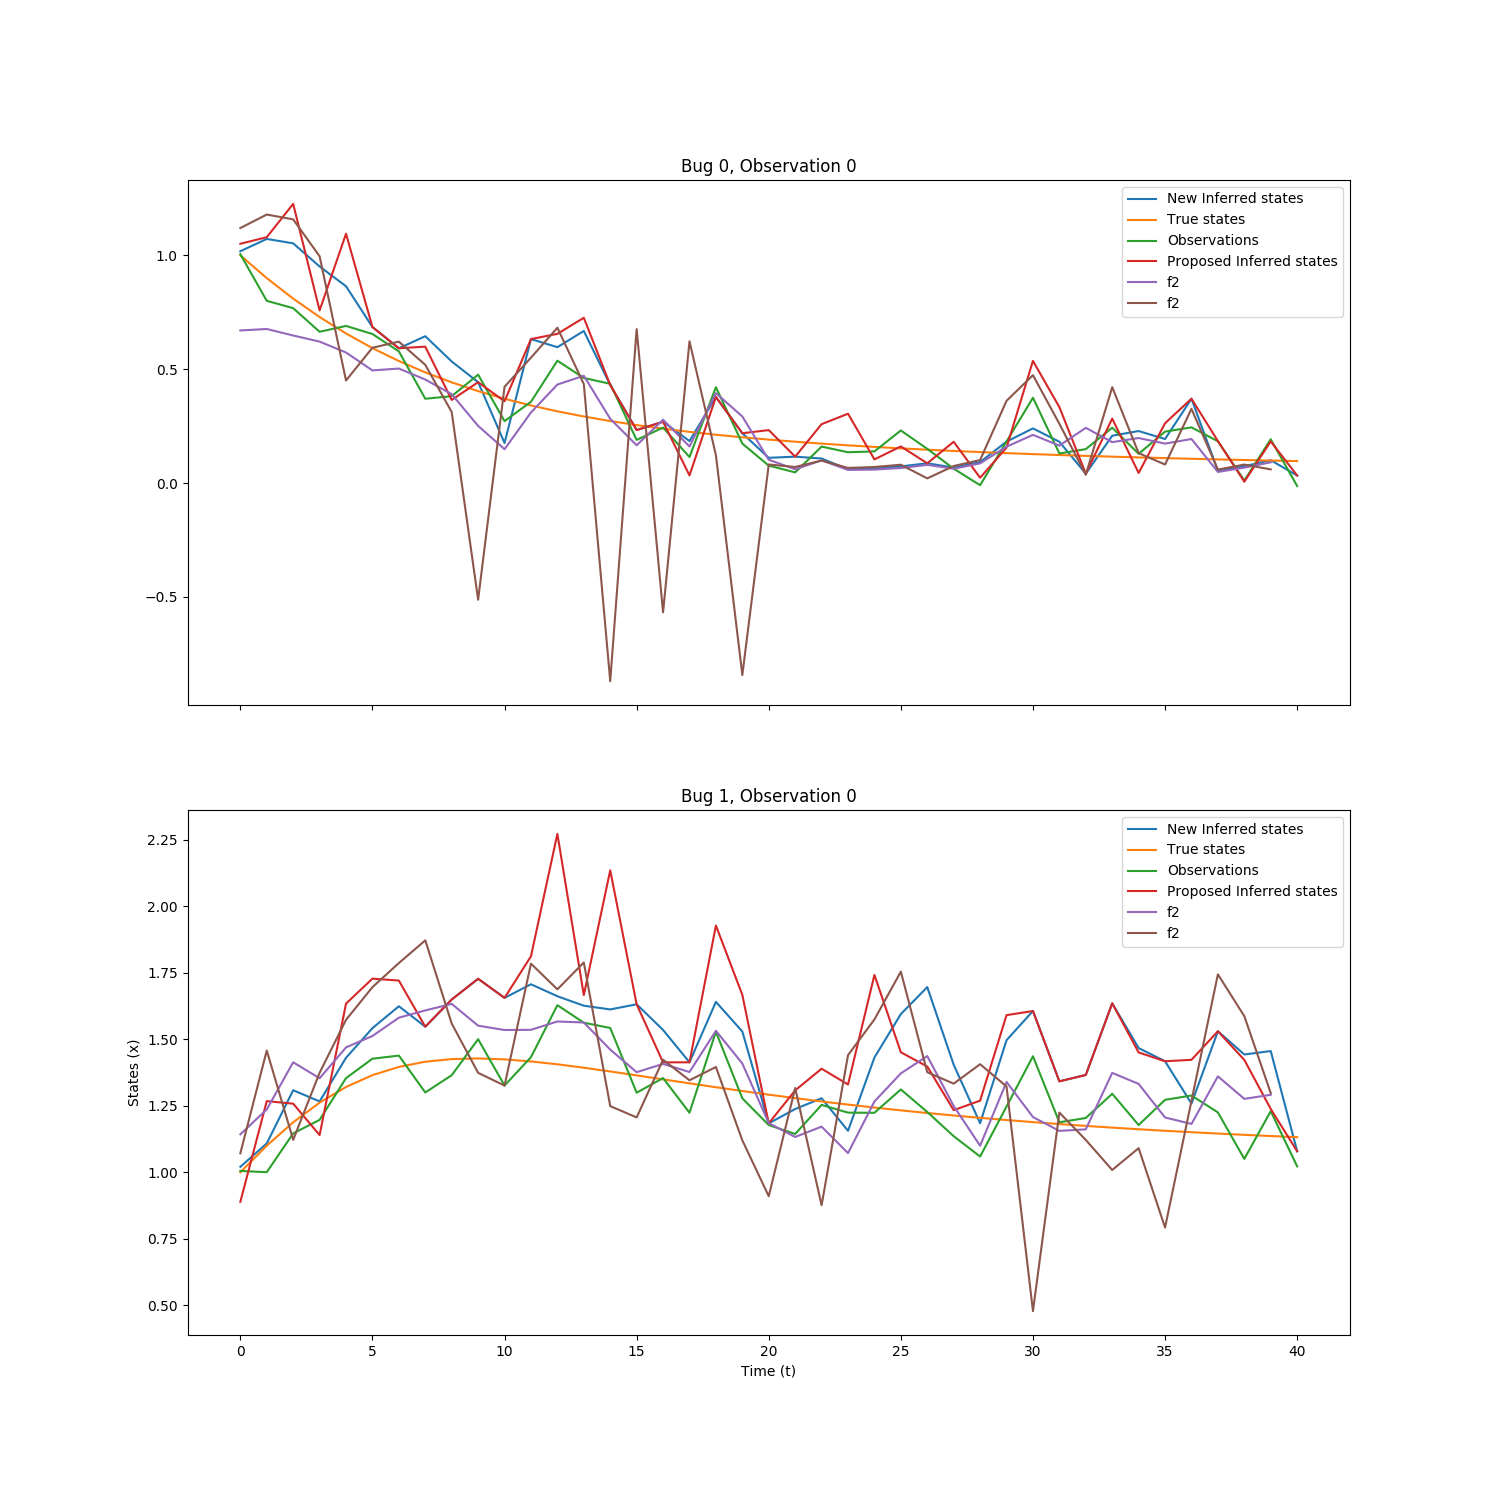 Bug 0, Observation 0
New Inferred states
True states
Observations
Proposed Inferred states
f2
f2
1.0
0.5
0.0
−0.5
Bug 1, Observation 0
New Inferred states
True states
Observations
Proposed Inferred states
f2
f2
States (x)
2.25
2.00
1.75
1.50
1.25
1.00
0.75
0.50
0 5 10 15 20 25 30 35 40
Time (t)